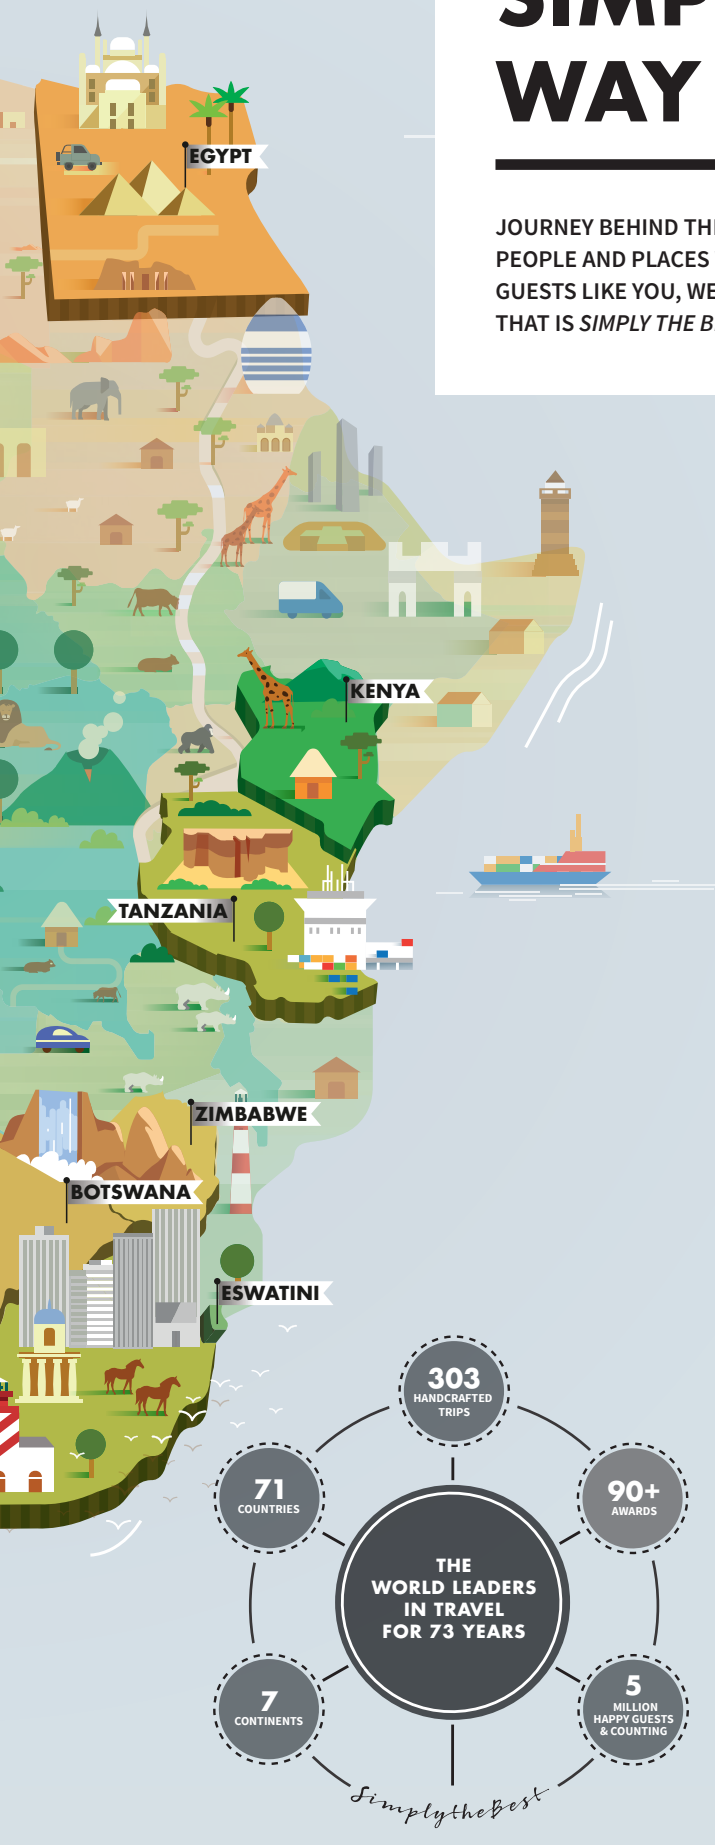 WAY
JOURNEY BEHIND
PEOPLE AND PLACES
GUESTS LIKE YOU,
THAT IS SIMPLY THE
EGYPT
KENYA
TANZANIA
ZIMBABWE
BOTSWANA
ESWATINI
303
HANDCRAFTED
TRIPS
71
COUNTRIES
90+
AWARDS
THE
WORLD LEADERS
IN TRAVEL
FOR 73 YEARS
7
CONTINENTS
5
MILLION
HAPPY GUESTS
& COUNTING
SimplytheBest